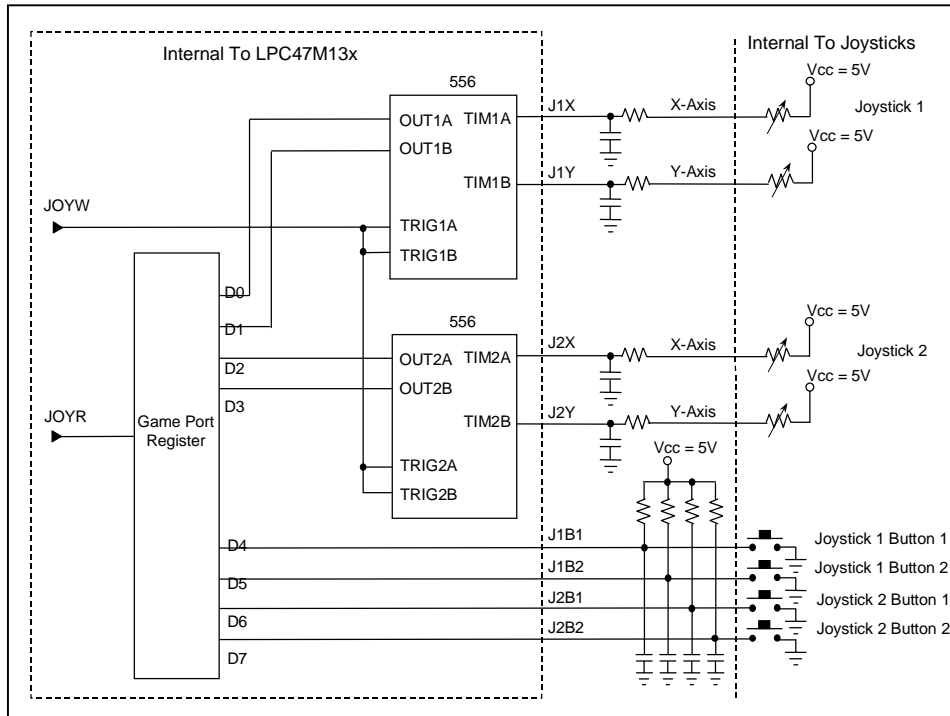 Internal To LPC47M13x
Internal To Joysticks
Vcc = 5V
556
J1X
X-Axis
Joystick 1
OUT1A
TIM1A
OUT1B
Vcc = 5V
J1Y
Y-Axis
TIM1B
JOYW
TRIG1A
TRIG1B
D0
D1
556
Vcc = 5V
J2X
X-Axis
Joystick 2
D2
OUT2A
TIM2A
Vcc = 5V
D3
OUT2B
J2Y
Y-Axis
JOYR
Game Port
Register
TIM2B
Vcc = 5V
TRIG2A
TRIG2B
D4
J1B1
Joystick 1 Button 1
D5
J1B2
Joystick 1 Button 2
D6
J2B1
Joystick 2 Button 1
D7
J2B2
Joystick 2 Button 2